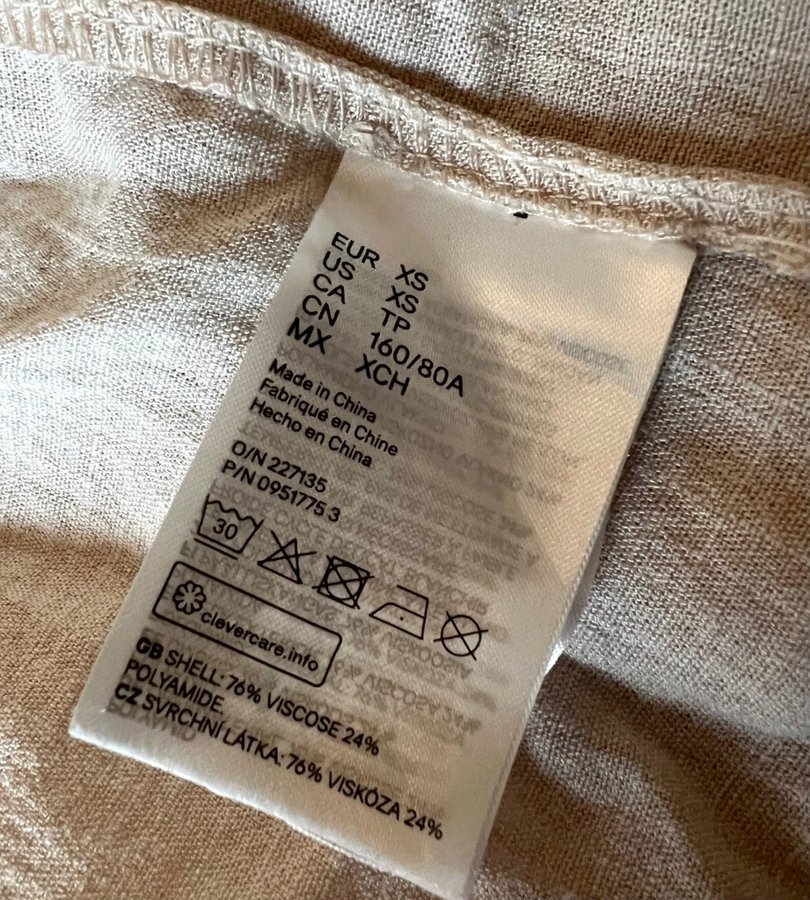 EUR XS
US XS
CA TP
CN 160/80A
MX XCH
Made in China
Fabriqué en Chine
Hecho en China
O/N 227135
P/N 0951775 3
30
clevercare.info
GB SHELL: 76% VISCOSE 24%
POLYAMIDE
CZ SVRCHNÍ LÁTKA: 76% VISKÓZA 24%